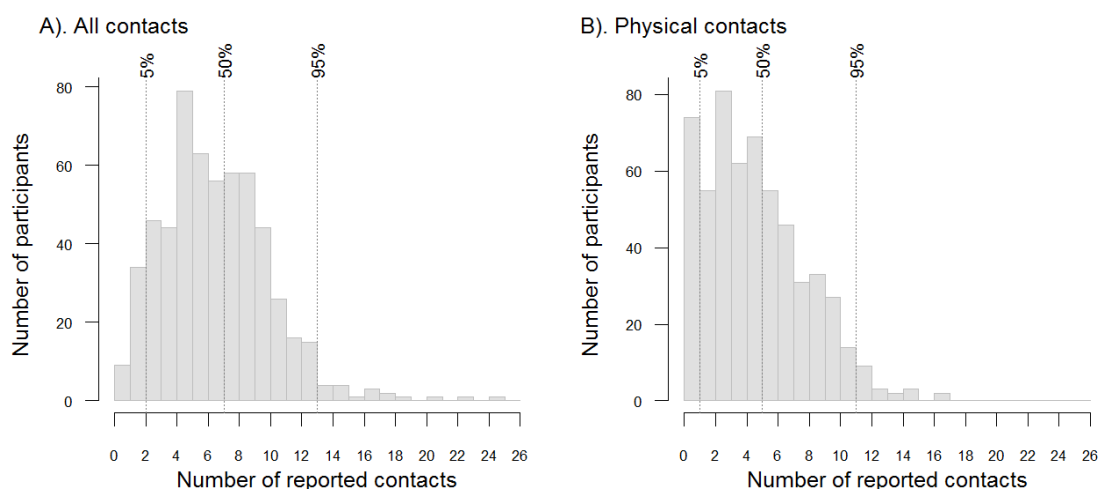 A). All contacts
5%
50%
95%
80
60
40
20
0
Number of participants
0 2 4 6 8 10 12 14 16 18 20 22 24 26
Number of reported contacts
B). Physical contacts
5%
50%
95%
80
60
40
20
0
Number of participants
0 2 4 6 8 10 12 14 16 18 20 22 24 26
Number of reported contacts